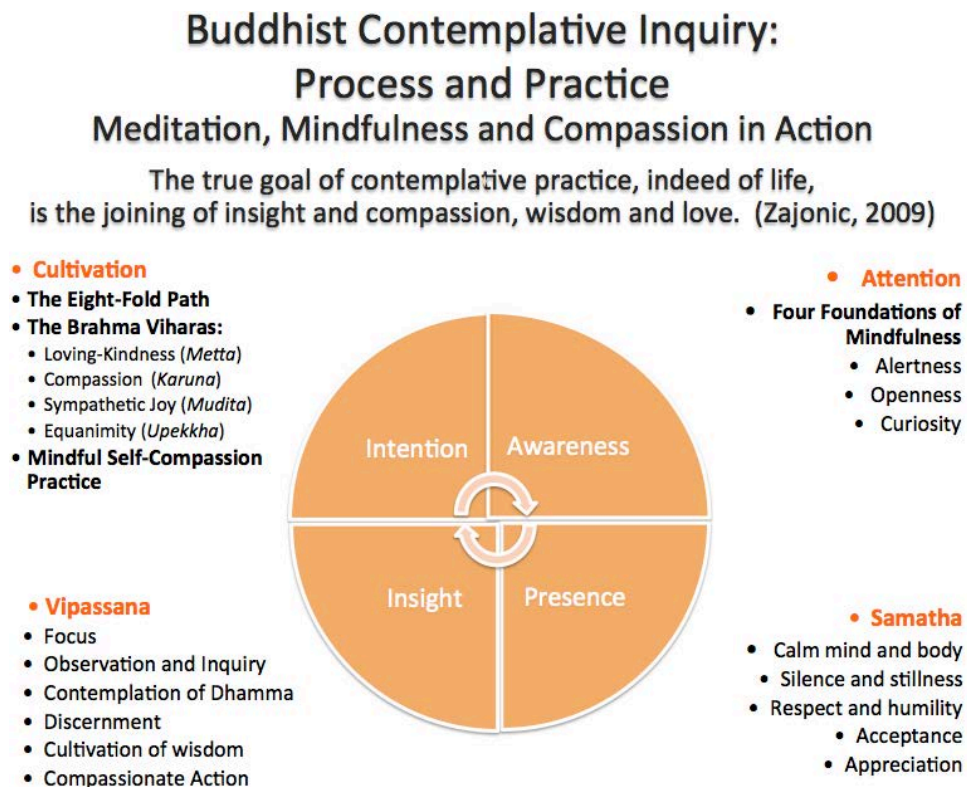 Buddhist Contemplative Inquiry:
Process and Practice
Meditation, Mindfulness and Compassion in Action
The true goal of contemplative practice, indeed of life,
is the joining of insight and compassion, wisdom and love. (Zajonic, 2009)
• Cultivation
• The Eight-Fold Path
• The Brahma Viharas:
• Loving-Kindness (Metta)
• Compassion (Karuna)
• Sympathetic Joy (Mudita)
• Equanimity (Upekkha)
• Mindful Self-Compassion
Practice
• Attention
• Four Foundations of
Mindfulness
• Alertness
• Openness
• Curiosity
Intention
Awareness
Insight
Presence
• Vipassana
• Focus
• Observation and Inquiry
• Contemplation of Dhamma
• Discernment
• Cultivation of wisdom
• Compassionate Action
• Samatha
• Calm mind and body
• Silence and stillness
• Respect and humility
• Acceptance
• Appreciation